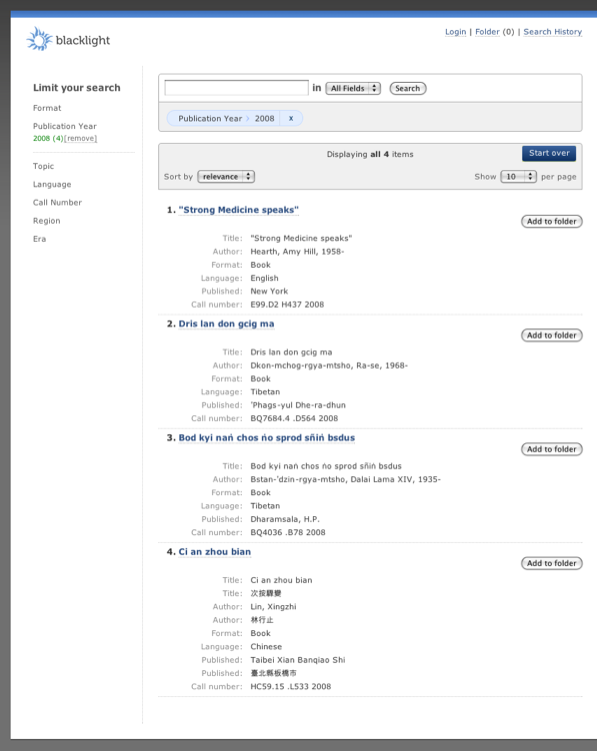 blacklight
Login | Folder (0) | Search History
Limit your search
Format
Publication Year
2008 (4)[remove]
Topic
Language
Call Number
Region
Era
in All Fields Search
Publication Year > 2008 x
Displaying all 4 items
Start over
Sort by relevance
Show 10 per page
1. "Strong Medicine speaks"
Add to folder
Title: "Strong Medicine speaks"
Author: Hearth, Amy Hill, 1958-
Format: Book
Language: English
Published: New York
Call number: E99.D2 H437 2008
2. Dris lan don gcig ma
Add to folder
Title: Dris lan don gcig ma
Author: Dkon-mchog-rgya-mtsho, Ra-se, 1968-
Format: Book
Language: Tibetan
Published: 'Phags-yul Dhe-ra-dhun
Call number: BQ7684.4 .D564 2008
3. Bod kyi naṅ chos ṅo sprod sñiṅ bsdus
Add to folder
Title: Bod kyi naṅ chos ṅo sprod sñiṅ bsdus
Author: Bstan-'dzin-rgya-mtsho, Dalai Lama XIV, 1935-
Format: Book
Language: Tibetan
Published: Dharamsala, H.P.
Call number: BQ4036 .B78 2008
4. Ci an zhou bian
Add to folder
Title: Ci an zhou bian
Title: 次按驟變
Author: Lin, Xingzhi
Author: 林行止
Format: Book
Language: Chinese
Published: Taibei Xian Banqiao Shi
Published: 臺北縣板橋市
Call number: HC59.15 .L533 2008